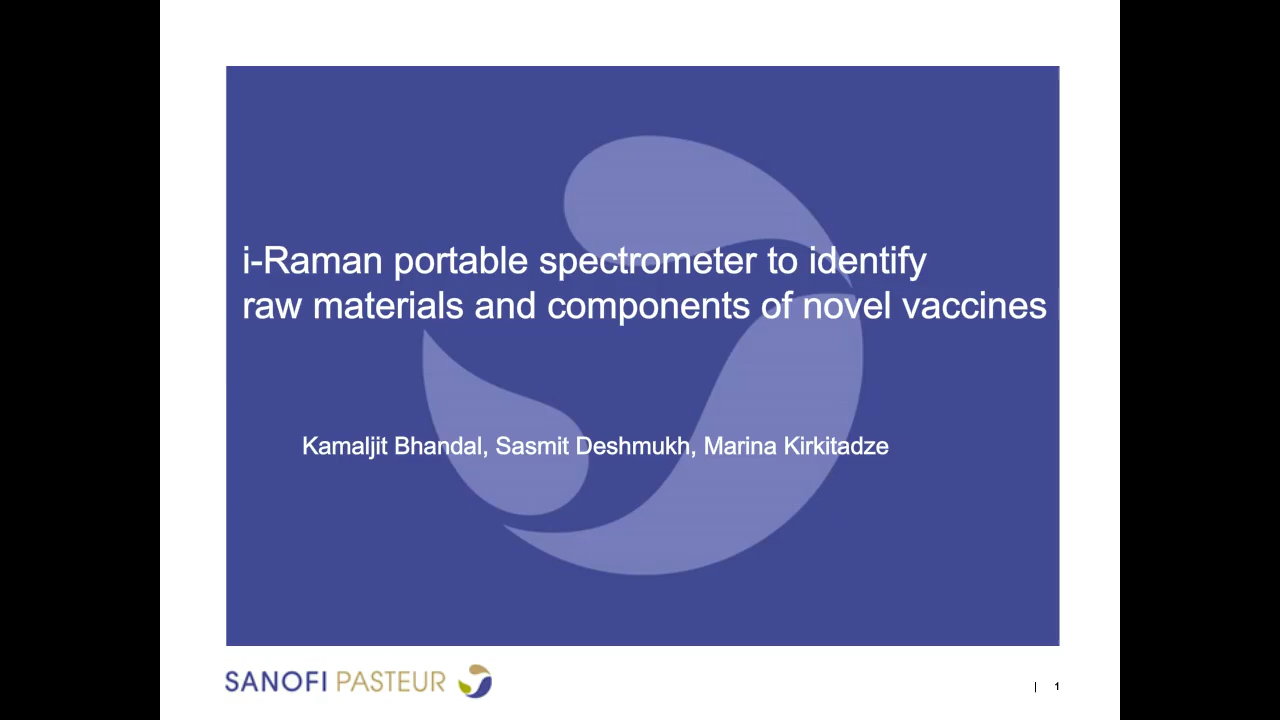 i-Raman portable spectrometer to identify
raw materials and components of novel vaccines
Kamaljit Bhandal, Sasmit Deshmukh, Marina Kirkitadze
SANOFI PASTEUR
| 1